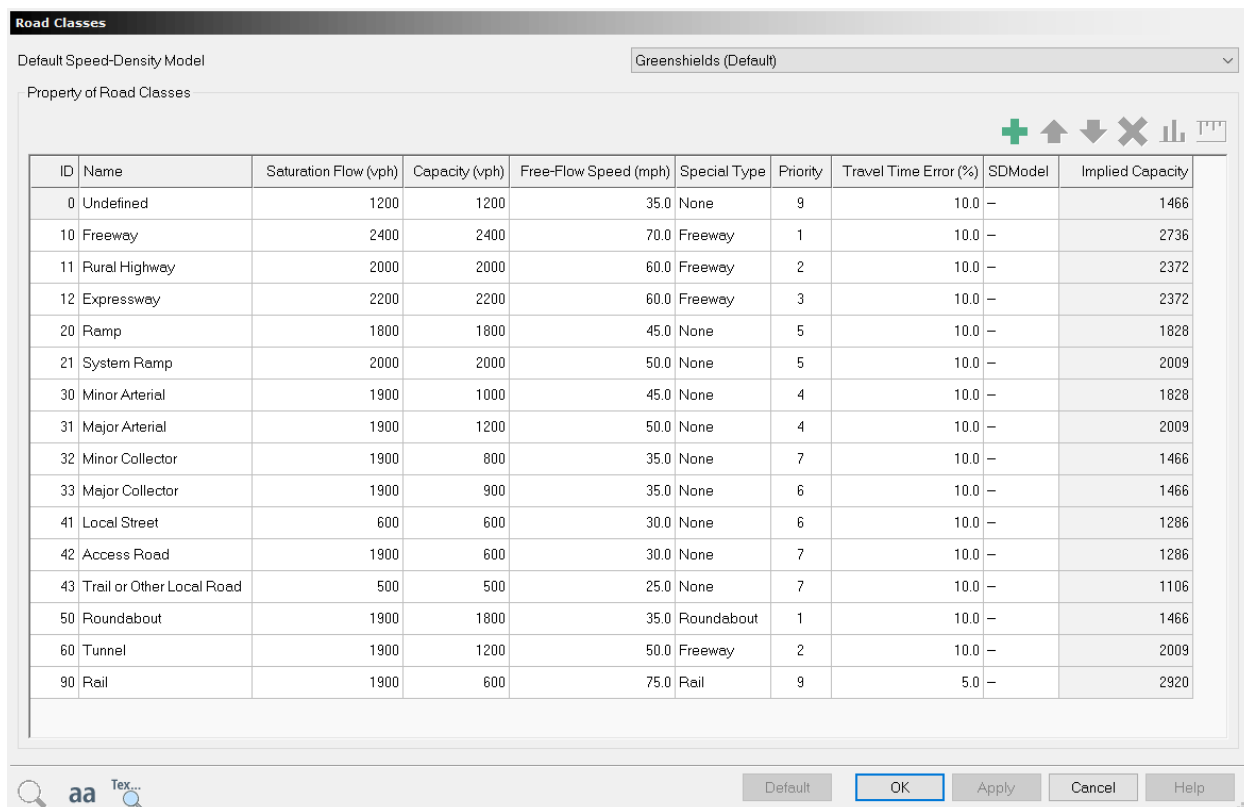 Road Classes
Default Speed-Density Model Greenshields (Default)
Property of Road Classes
ID Name Saturation Flow (vph) Capacity (vph) Free-Flow Speed (mph) Special Type Priority Travel Time Error (%) SDModel Implied Capacity
0 Undefined 1200 1200 35.0 None 9 10.0 – 1466
10 Freeway 2400 2400 70.0 Freeway 1 10.0 – 2736
11 Rural Highway 2000 2000 60.0 Freeway 2 10.0 – 2372
12 Expressway 2200 2200 60.0 Freeway 3 10.0 – 2372
20 Ramp 1800 1800 45.0 None 5 10.0 – 1828
21 System Ramp 2000 2000 50.0 None 5 10.0 – 2009
30 Minor Arterial 1900 1000 45.0 None 4 10.0 – 1828
31 Major Arterial 1900 1200 50.0 None 4 10.0 – 2009
32 Minor Collector 1900 800 35.0 None 7 10.0 – 1466
33 Major Collector 1900 900 35.0 None 6 10.0 – 1466
41 Local Street 600 600 30.0 None 6 10.0 – 1286
42 Access Road 1900 600 30.0 None 7 10.0 – 1286
43 Trail or Other Local Road 500 500 25.0 None 7 10.0 – 1106
50 Roundabout 1900 1800 35.0 Roundabout 1 10.0 – 1466
60 Tunnel 1900 1200 50.0 Freeway 2 10.0 – 2009
90 Rail 1900 600 75.0 Rail 9 5.0 – 2920
aa Tex... Default OK Apply Cancel Help